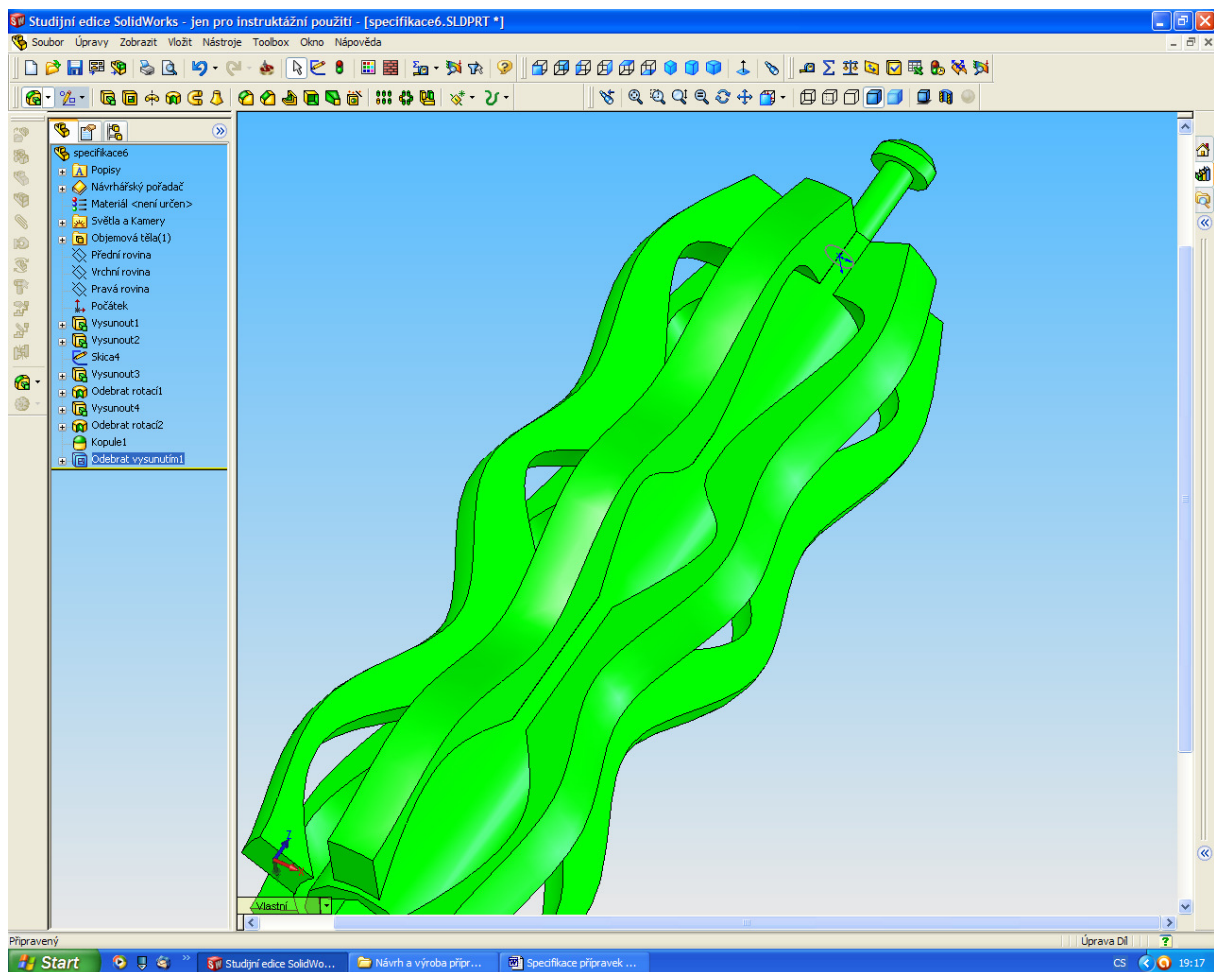 Studijní edice SolidWorks - jen pro instruktážní použití - [specifikace6.SLDPRT *]
Soubor Úpravy Zobrazit Vložit Nástroje Toolbox Okno Nápověda
specifikace6
Popisy
Návrhářský pořadač
Materiál <není určen>
Světla a Kamery
Objemová těla(1)
Přední rovina
Vrchní rovina
Pravá rovina
Počátek
Vysunout1
Vysunout2
Skica4
Vysunout3
Odebrat rotací1
Vysunout4
Odebrat rotací2
Kopule1
Odebrat vysunutím1
Z
Vlastní
Připravený
Úprava Díl
Start
Studijní edice SolidWo...
Návrh a výroba přípr...
Specifikace přípravek ...
CS
19:17